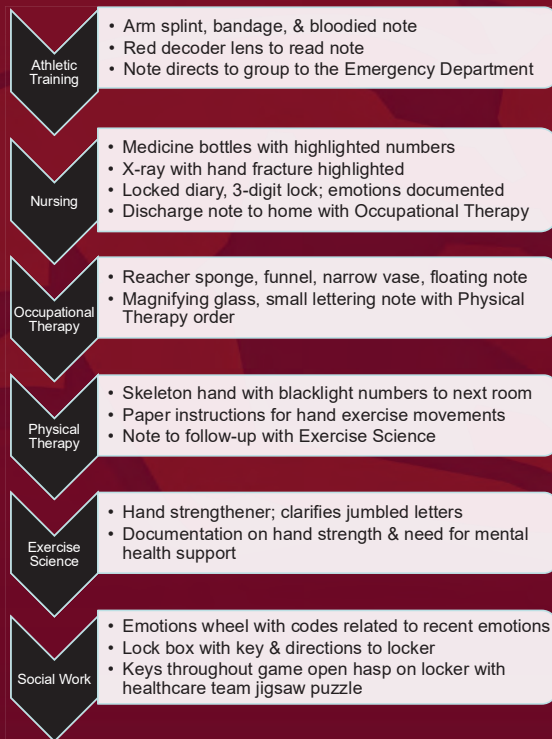 Athletic
Training
• Arm splint, bandage, & bloodied note
• Red decoder lens to read note
• Note directs to group to the Emergency Department
Nursing
• Medicine bottles with highlighted numbers
• X-ray with hand fracture highlighted
• Locked diary, 3-digit lock; emotions documented
• Discharge note to home with Occupational Therapy
Occupational
Therapy
• Reacher sponge, funnel, narrow vase, floating note
• Magnifying glass, small lettering note with Physical
Therapy order
Physical
Therapy
• Skeleton hand with blacklight numbers to next room
• Paper instructions for hand exercise movements
• Note to follow-up with Exercise Science
Exercise
Science
• Hand strengthener; clarifies jumbled letters
• Documentation on hand strength & need for mental
health support
Social Work
• Emotions wheel with codes related to recent emotions
• Lock box with key & directions to locker
• Keys throughout game open hasp on locker with
healthcare team jigsaw puzzle